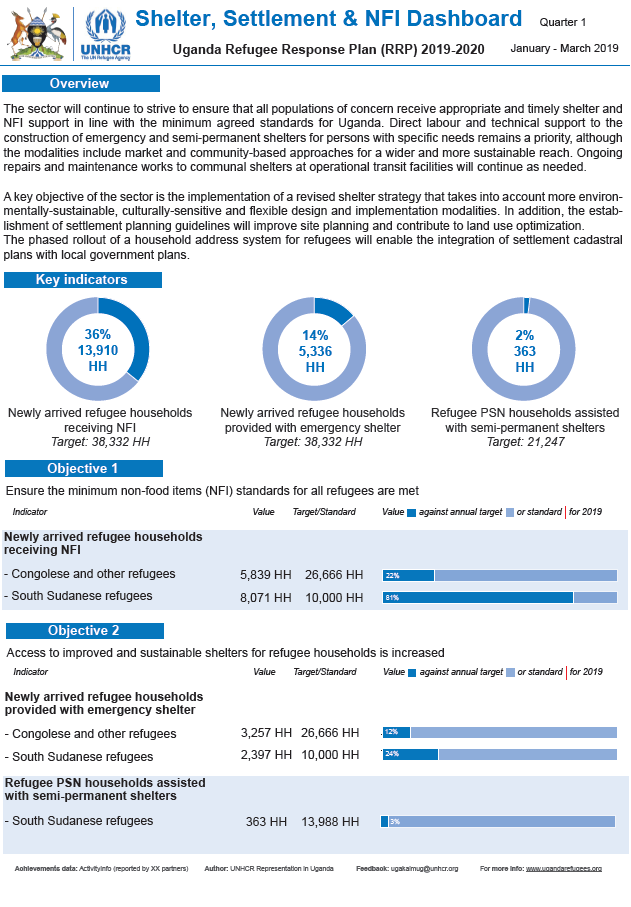 Shelter, Settlement & NFI Dashboard
Quarter 1
UNHCR
The UN Refugee Agency
Uganda Refugee Response Plan (RRP) 2019-2020
January - March 2019
Overview
The sector will continue to strive to ensure that all populations of concern receive appropriate and timely shelter and
NFI support in line with the minimum agreed standards for Uganda. Direct labour and technical support to the
construction of emergency and semi-permanent shelters for persons with specific needs remains a priority, although
the modalities include market and community-based approaches for a wider and more sustainable reach. Ongoing
repairs and maintenance works to communal shelters at operational transit facilities will continue as needed.
A key objective of the sector is the implementation of a revised shelter strategy that takes into account more environ-
mentally-sustainable, culturally-sensitive and flexible design and implementation modalities. In addition, the estab-
lishment of settlement planning guidelines will improve site planning and contribute to land use optimization.
The phased rollout of a household address system for refugees will enable the integration of settlement cadastral
plans with local government plans.
Key indicators
36%
13,910
HH
14%
5,336
HH
2%
363
HH
Newly arrived refugee households
receiving NFI
Target: 38,332 HH
Newly arrived refugee households
provided with emergency shelter
Target: 38,332 HH
Refugee PSN households assisted
with semi-permanent shelters
Target: 21,247
Objective 1
Ensure the minimum non-food items (NFI) standards for all refugees are met
Indicator Value Target/Standard Value against annual target or standard for 2019
Newly arrived refugee households
receiving NFI
- Congolese and other refugees 5,839 HH 26,666 HH 22%
- South Sudanese refugees 8,071 HH 10,000 HH 81%
Objective 2
Access to improved and sustainable shelters for refugee households is increased
Indicator Value Target/Standard Value against annual target or standard for 2019
Newly arrived refugee households
provided with emergency shelter
- Congolese and other refugees 3,257 HH 26,666 HH 12%
- South Sudanese refugees 2,397 HH 10,000 HH 24%
Refugee PSN households assisted
with semi-permanent shelters
- South Sudanese refugees 363 HH 13,988 HH 3%
Achievements data: ActivityInfo (reported by XX partners) Author: UNHCR Representation in Uganda Feedback: ugakaimug@unhcr.org For more info: www.ugandarefugees.org